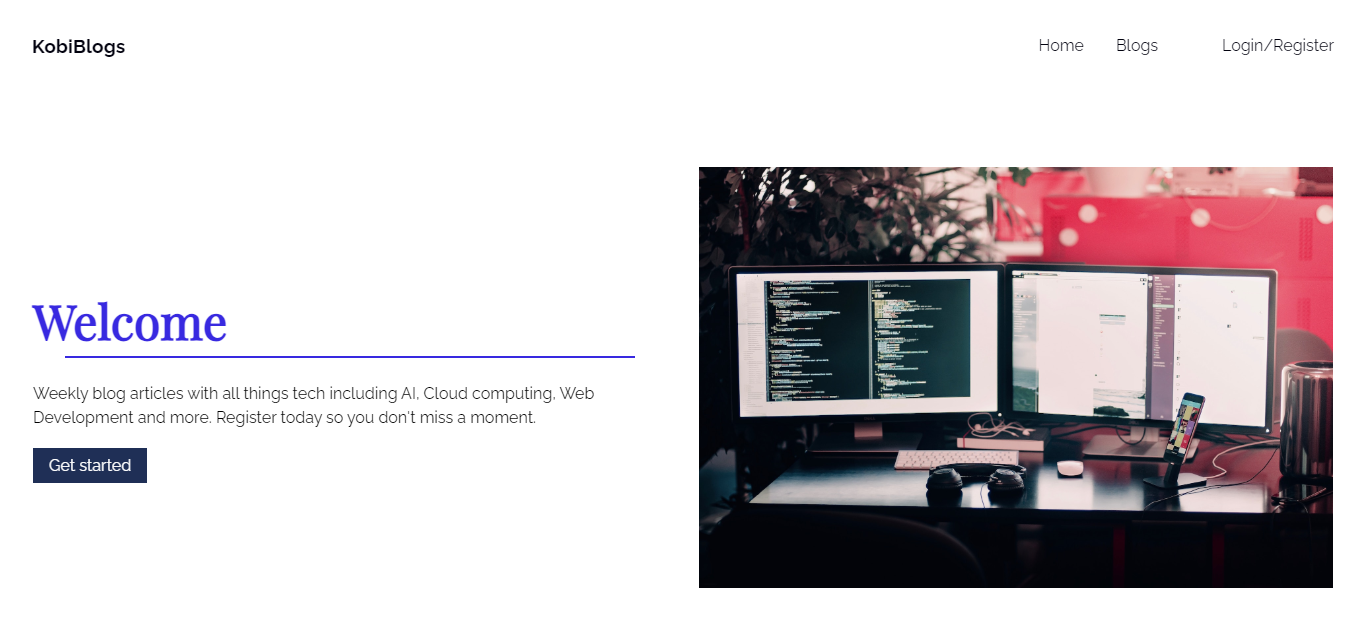 KobiBlogs
Home Blogs Login/Register
Welcome
Weekly blog articles with all things tech including AI, Cloud computing, Web
Development and more. Register today so you don't miss a moment.
Get started